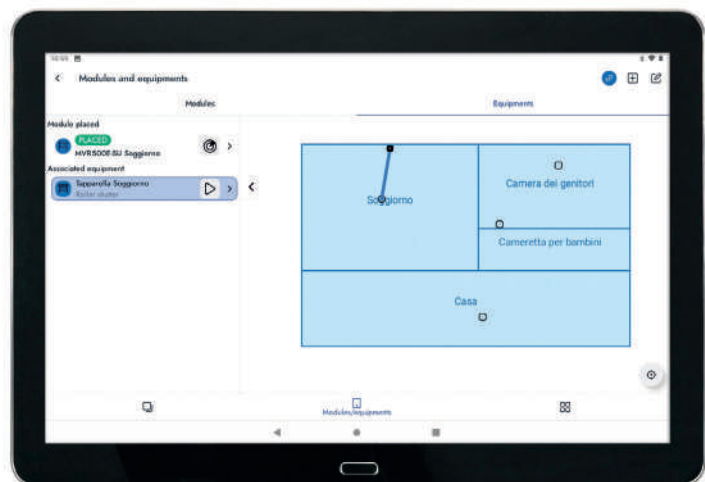 Modules and equipments
Modules
Equipments
Module placed
PLACED
MVR500E-SU Soggiorno
Associated equipment
Tapparella Soggiorno
Roller shutter
Soggiorno
Camera dei genitori
Cameretta per bambini
Casa
Modules/equipments